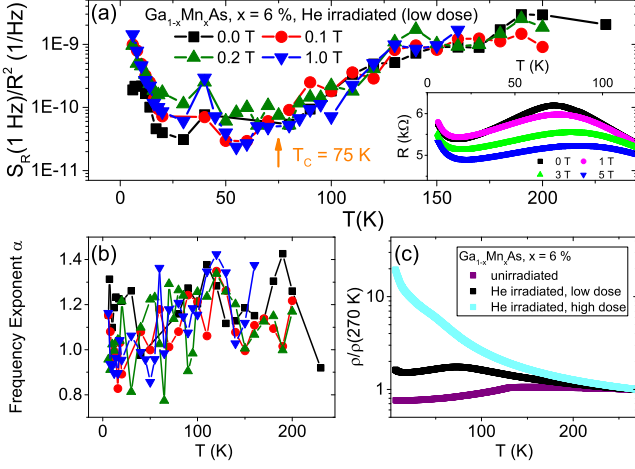 (a) Ga1-xMnxAs, x = 6 %, He irradiated (low dose)
0.0 T 0.1 T
0.2 T 1.0 T
SR(1 Hz)/R² (1/Hz)
1E-9
1E-10
1E-11
TC = 75 K
0 50 100 150 200
T(K)
T (K)
0 50 100
R (kΩ)
6
5
0 T 1 T
3 T 5 T
(b)
Frequency Exponent α
1.4
1.2
1.0
0.8
0 100 200
T (K)
(c)
Ga1-xMnxAs, x = 6 %
unirradiated
He irradiated, low dose
He irradiated, high dose
ρ/ρ(270 K)
10
1
0 100 200
T (K)